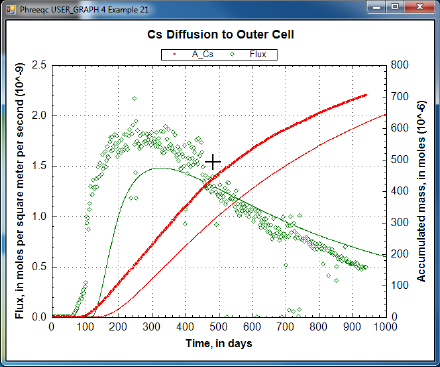 Phreeqc USER_GRAPH 4 Example 21
Cs Diffusion to Outer Cell
A_Cs Flux
Flux, in moles per square meter per second (10^-9)
2.5
2.0
1.5
1.0
0.5
0.0
800
700
600
500
400
300
200
100
0
Accumulated mass, in moles (10^-6)
0 100 200 300 400 500 600 700 800 900 1000
Time, in days